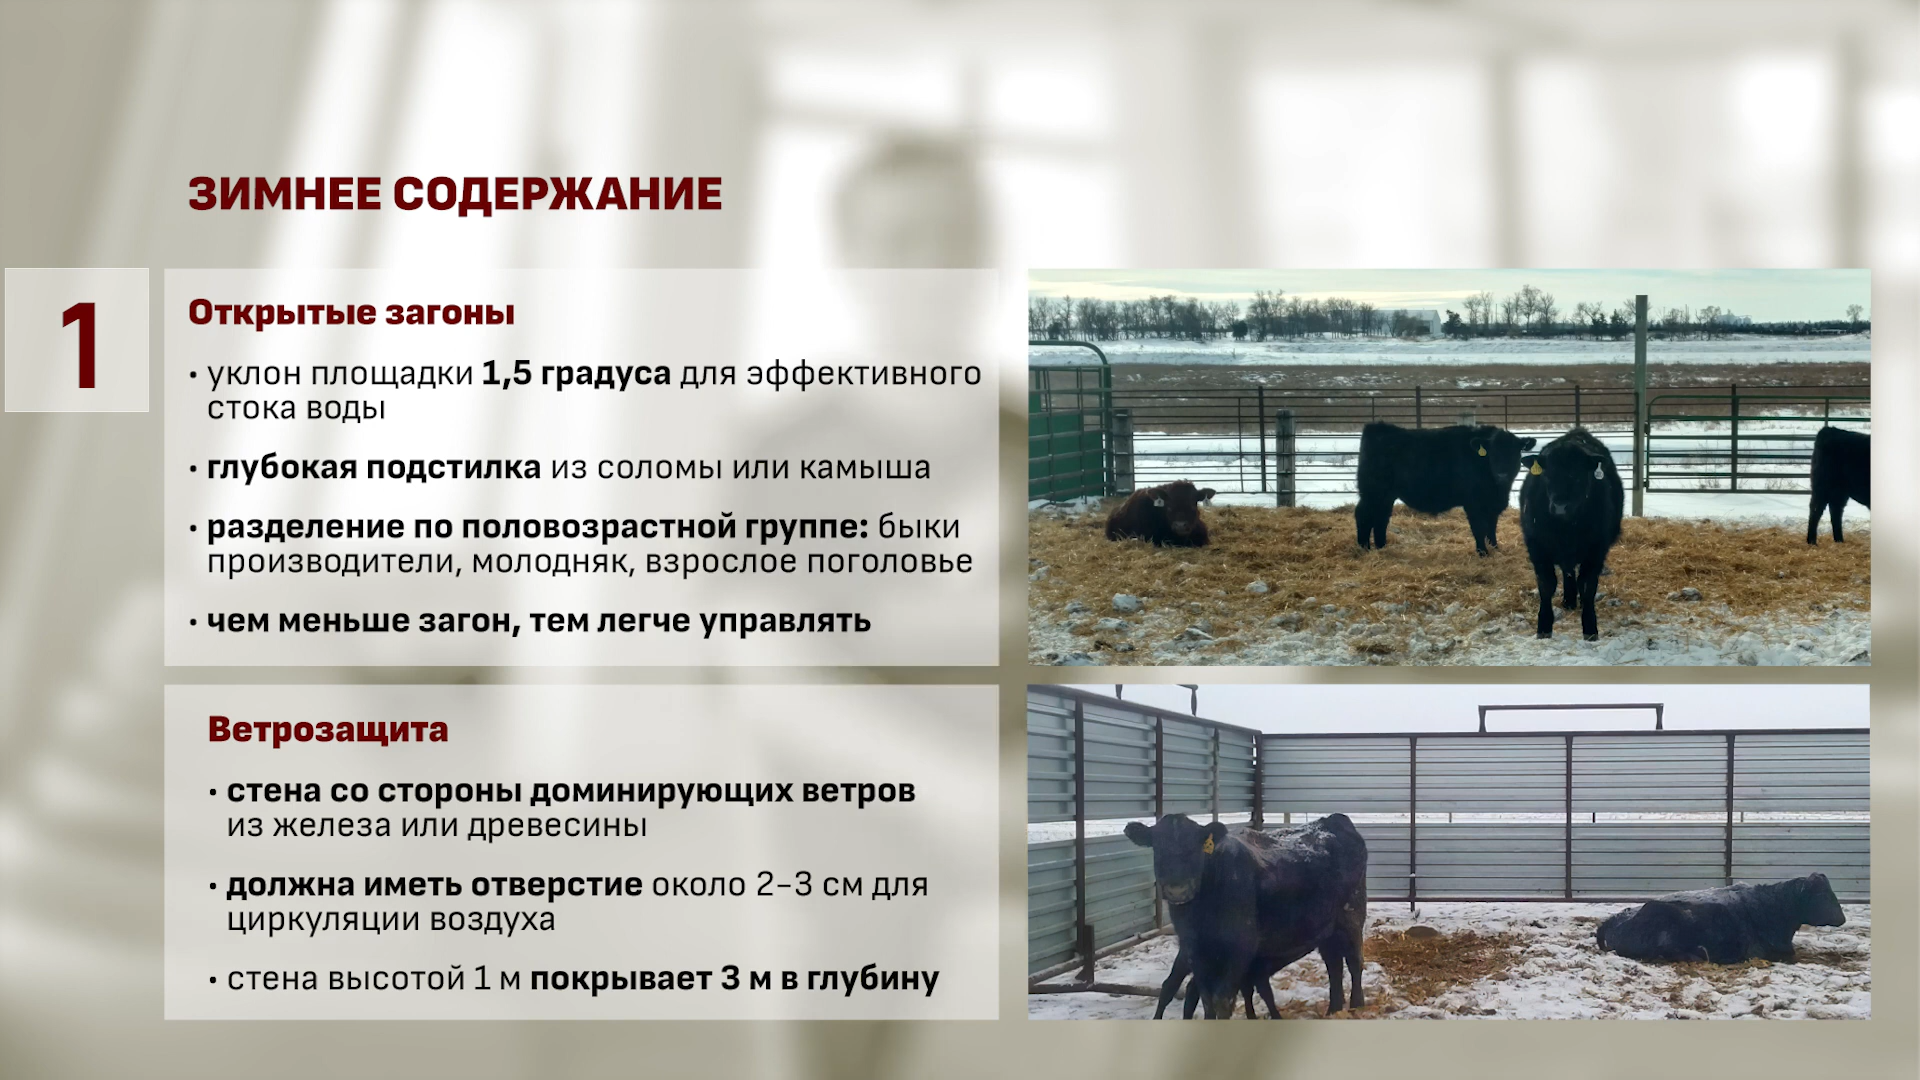 ЗИМНЕЕ СОДЕРЖАНИЕ
1
Открытые загоны
• уклон площадки 1,5 градуса для эффективного
стока воды
• глубокая подстилка из соломы или камыша
• разделение по половозрастной группе: быки
производители, молодняк, взрослое поголовье
• чем меньше загон, тем легче управлять
Ветрозащита
• стена со стороны доминирующих ветров
из железа или древесины
• должна иметь отверстие около 2–3 см для
циркуляции воздуха
• стена высотой 1 м покрывает 3 м в глубину